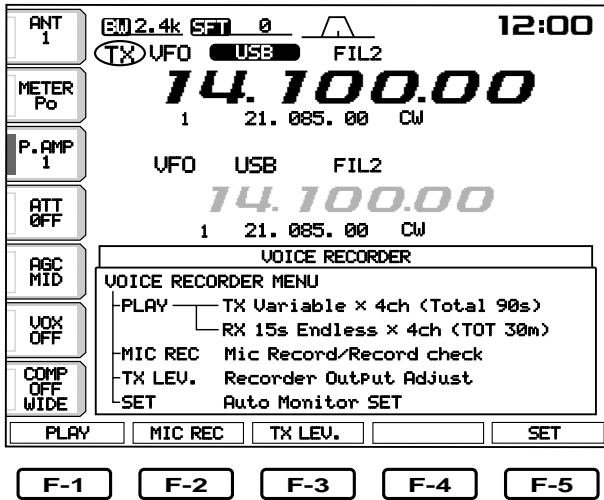 ANT
1
BW 2.4k SFT 0
12:00
TX VFO USB FIL2
14.100.00
1 21.085.00 CW
METER
Po
P.AMP
1
VFO USB FIL2
14.100.00
1 21.085.00 CW
ATT
OFF
AGC
MID
VOX
OFF
COMP
OFF
WIDE
VOICE RECORDER
VOICE RECORDER MENU
PLAY TX Variable × 4ch (Total 90s)
RX 15s Endless × 4ch (TOT 30m)
MIC REC Mic Record/Record check
TX LEV. Recorder OutPut Adjust
SET Auto Monitor SET
PLAY MIC REC TX LEV. SET
F-1 F-2 F-3 F-4 F-5